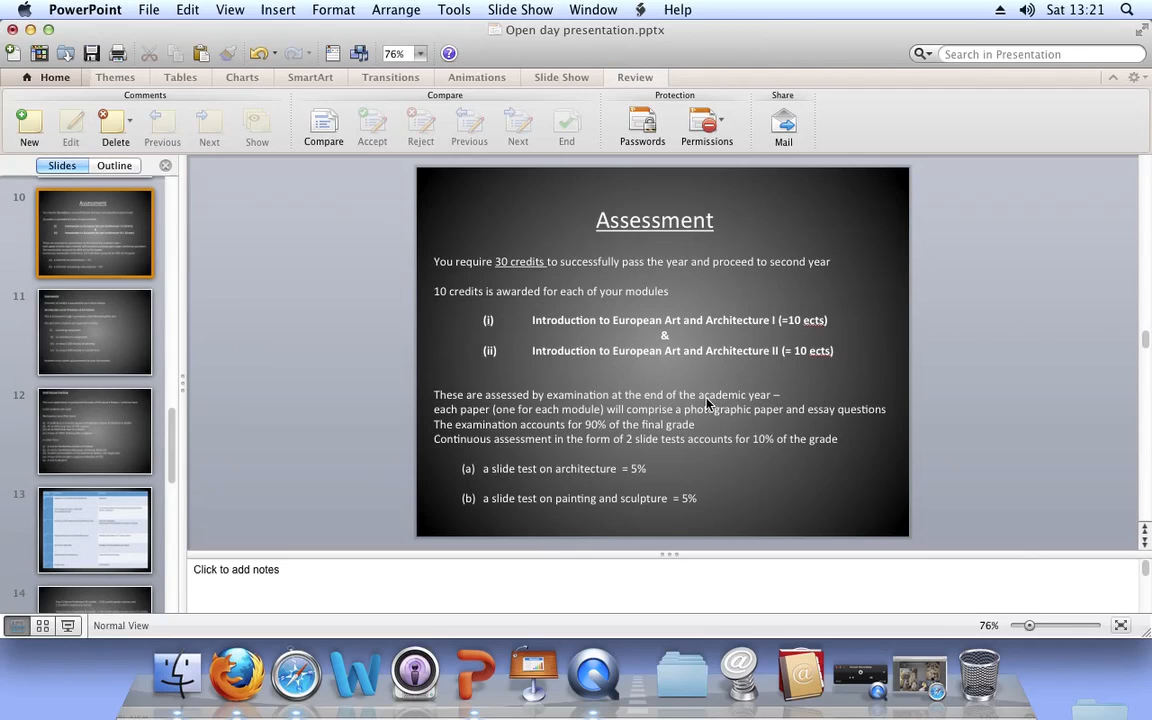 PowerPoint File Edit View Insert Format Arrange Tools Slide Show Window Help Sat 13:21
Open day presentation.pptx
76% Search in Presentation
Home Themes Tables Charts SmartArt Transitions Animations Slide Show Review
Comments Compare Protection Share
New Edit Delete Previous Next Show Compare Accept Reject Previous Next End Passwords Permissions Mail
Slides Outline
10
Assessment
11
12
13
14
Assessment
You require 30 credits to successfully pass the year and proceed to second year
10 credits is awarded for each of your modules
(i) Introduction to European Art and Architecture I (=10 ects)
&
(ii) Introduction to European Art and Architecture II (= 10 ects)
These are assessed by examination at the end of the academic year –
each paper (one for each module) will comprise a photographic paper and essay questions
The examination accounts for 90% of the final grade
Continuous assessment in the form of 2 slide tests accounts for 10% of the grade
(a) a slide test on architecture = 5%
(b) a slide test on painting and sculpture = 5%
Click to add notes
Normal View 76%